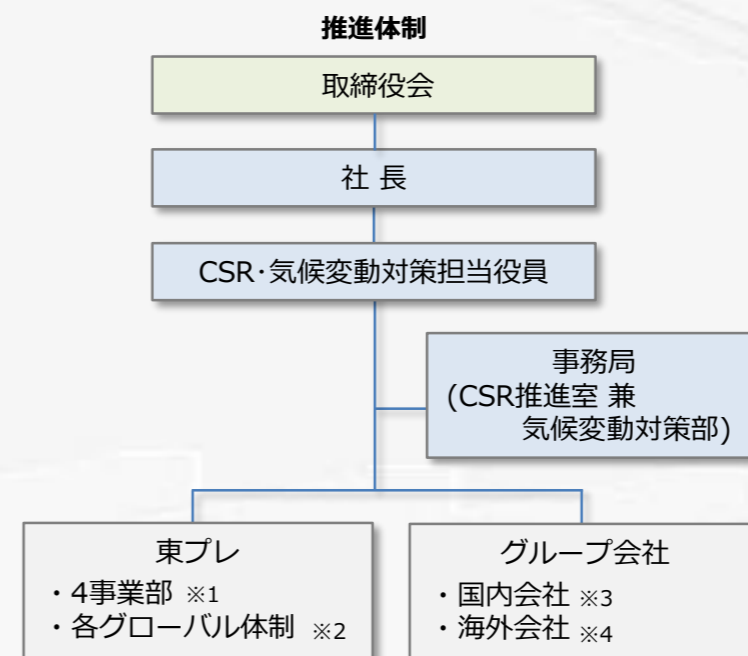 推進体制
取締役会
社 長
CSR・気候変動対策担当役員
事務局
(CSR推進室 兼
気候変動対策部)
東プレ
・4事業部 ※1
・各グローバル体制 ※2
グループ会社
・国内会社 ※3
・海外会社 ※4